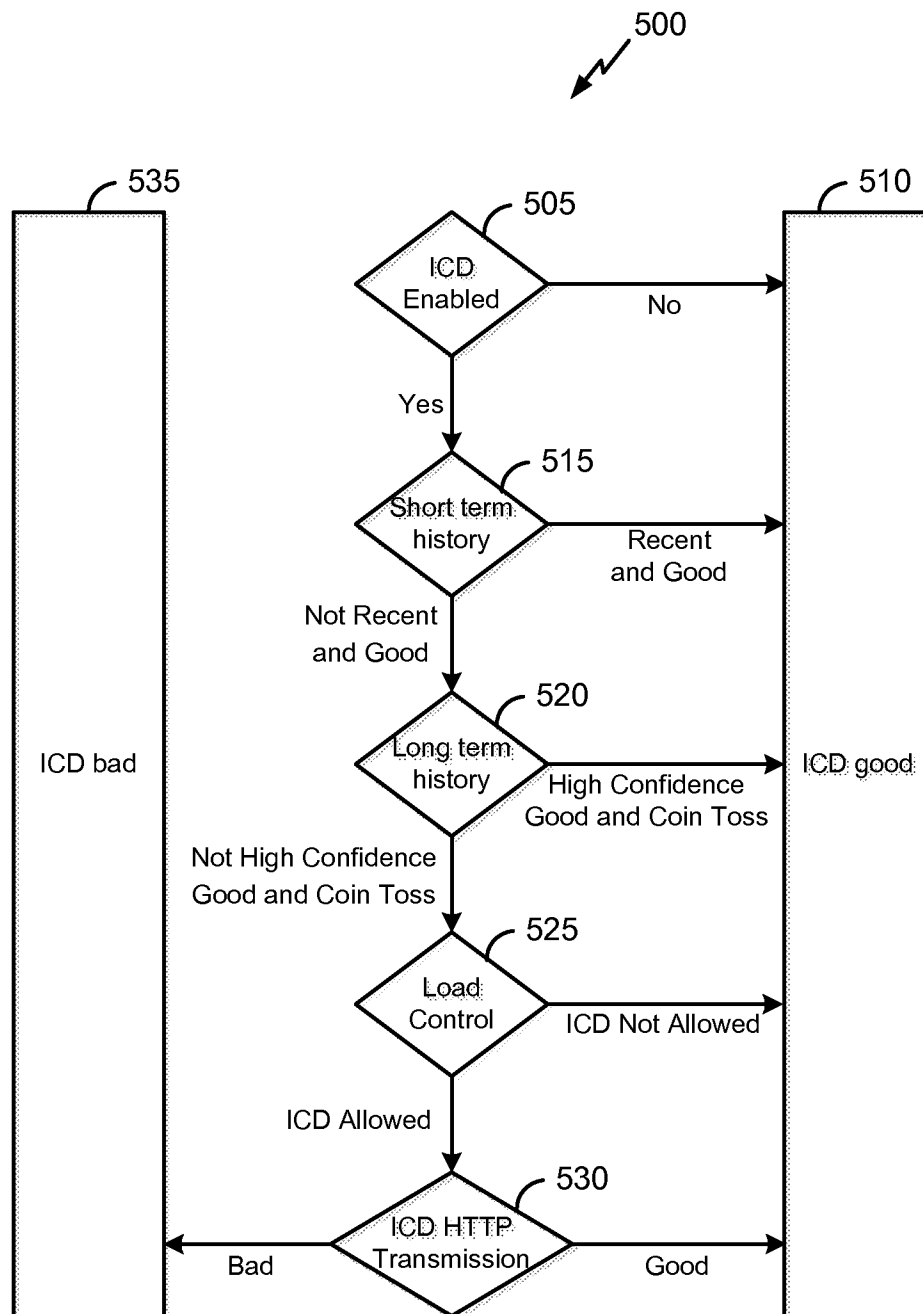 500
535
510
505
ICD
Enabled
No
Yes
515
Short term
history
Recent
and Good
Not Recent
and Good
520
Long term
history
High Confidence
Good and Coin Toss
ICD bad
ICD good
Not High Confidence
Good and Coin Toss
525
Load
Control
ICD Not Allowed
ICD Allowed
530
ICD HTTP
Transmission
Bad
Good